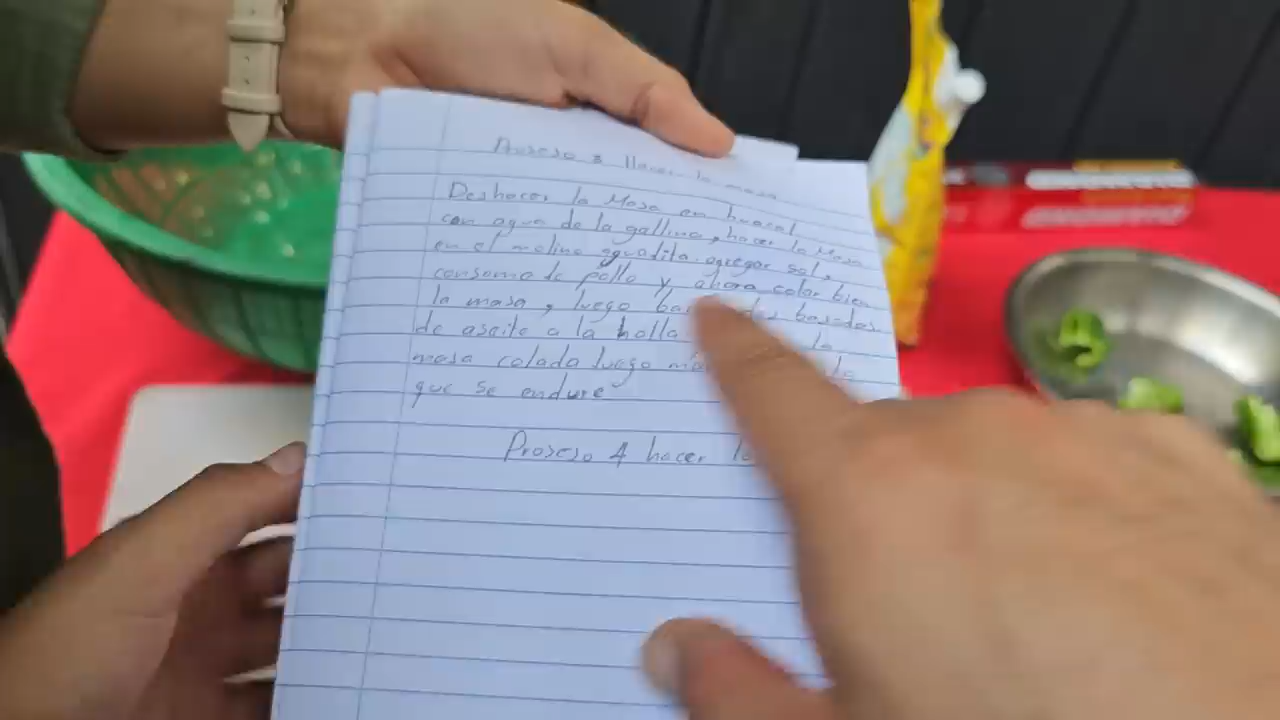 Proseso 3 Hacer la masa
Deshacer la Masa en huacal
con agua de la gallina, hacer la Masa
en el molino aguadita. agregar sal,
consome de pollo y ahora colar bien
la masa, luego
de aseite a la holla la
masa colada luego
que se endure
Proseso 4 hacer